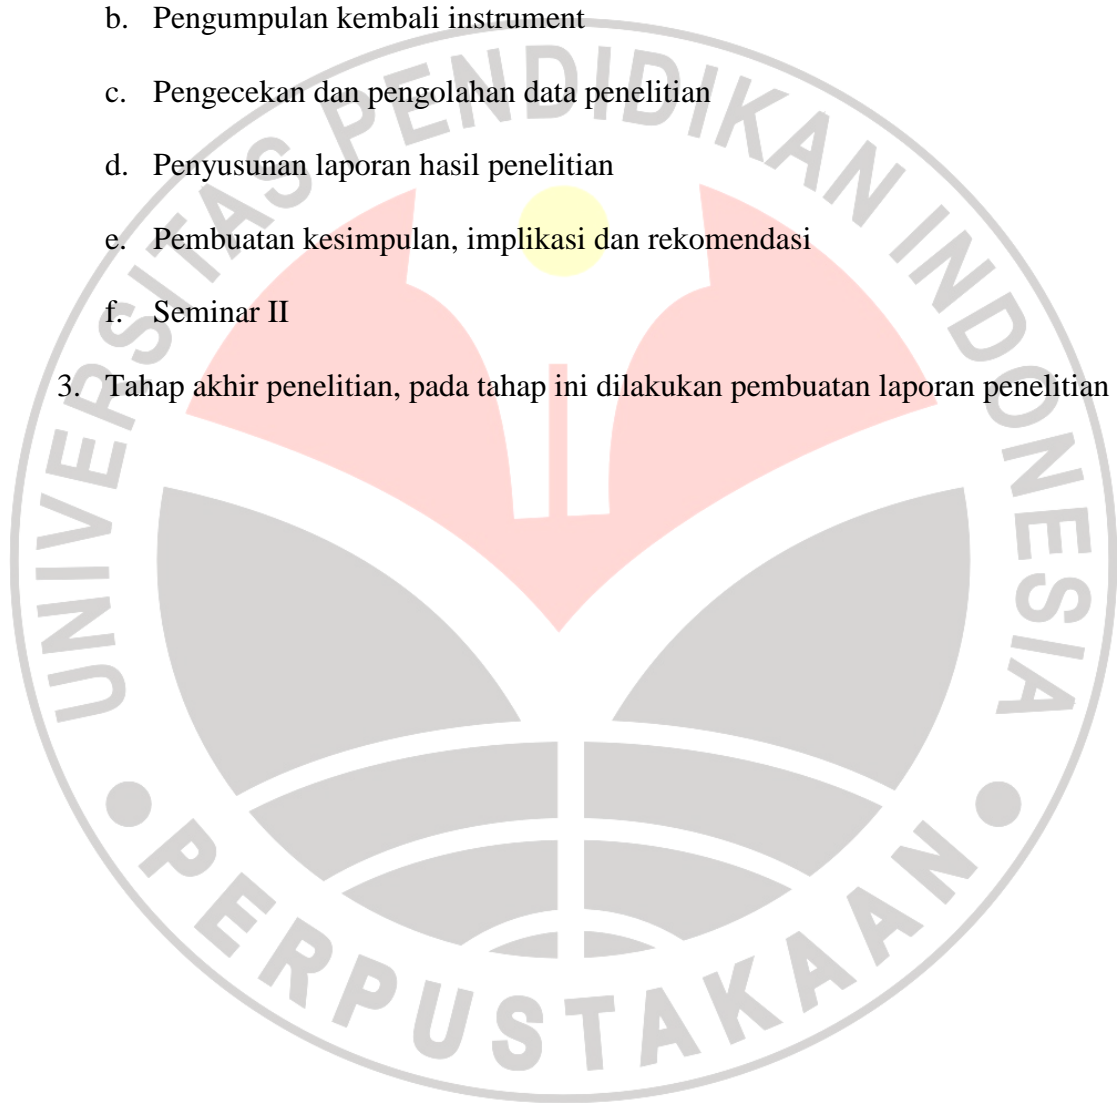 b. Pengumpulan kembali instrument
c. Pengecekan dan pengolahan data penelitian
d. Penyusunan laporan hasil penelitian
e. Pembuatan kesimpulan, implikasi dan rekomendasi
f. Seminar II
3. Tahap akhir penelitian, pada tahap ini dilakukan pembuatan laporan penelitian
UNIVERSITAS PENDIDIKAN INDONESIA
PERPUSTAKAAN